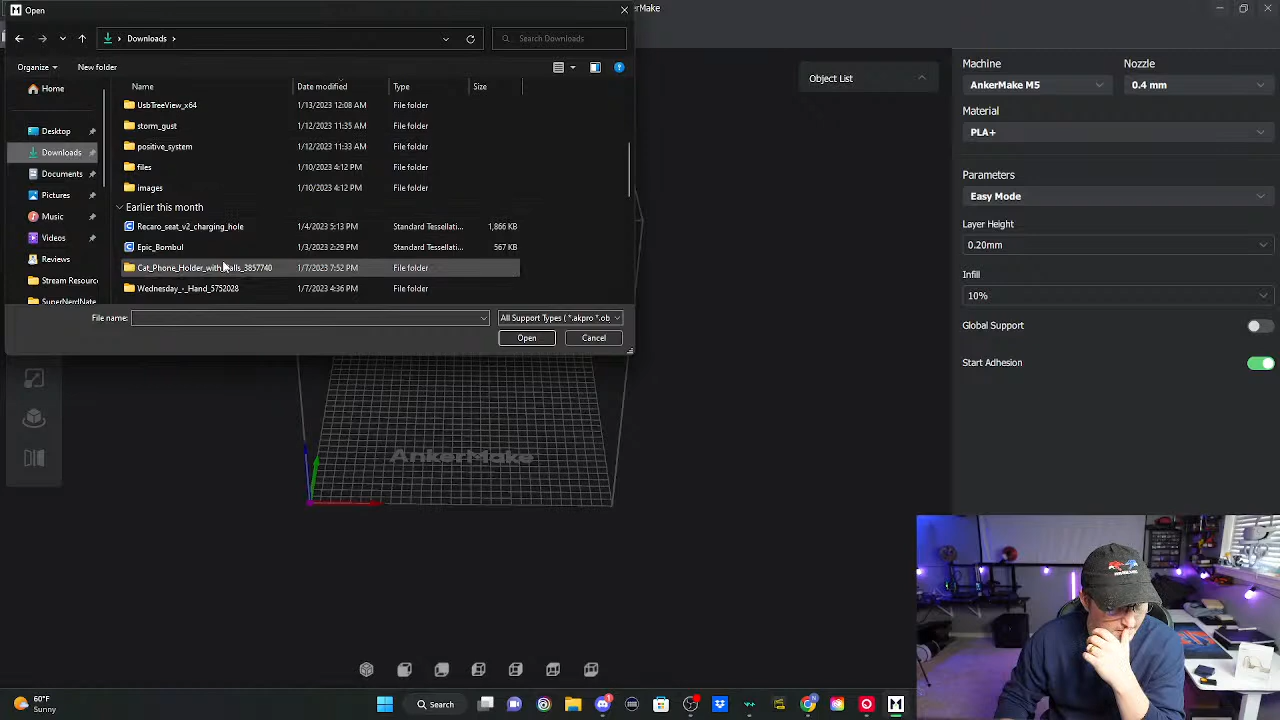 Open
kerMake
Downloads
Search Downloads
Organize
New folder
Name
Date modified
Type
Size
Home
Desktop
Downloads
Documents
Pictures
Music
Videos
Reviews
Stream Resourc
SuperNerdNate
UsbTreeView_x64 1/13/2023 12:08 AM File folder
storm_gust 1/12/2023 11:35 AM File folder
positive_system 1/12/2023 11:33 AM File folder
files 1/10/2023 4:12 PM File folder
images 1/10/2023 4:12 PM File folder
Earlier this month
Recaro_seat_v2_charging_hole 1/4/2023 5:13 PM Standard Tessellati... 1,866 KB
Epic_Bombul 1/3/2023 2:29 PM Standard Tessellati... 567 KB
Cat_Phone_Holder_with_ alls_3857740 1/7/2023 7:52 PM File folder
Wednesday_-_Hand_5752028 1/7/2023 4:36 PM File folder
File name:
All Support Types ( *.akpro *.ob
Open
Cancel
Object List
Machine
Nozzle
AnkerMake M5
0.4 mm
Material
PLA+
Parameters
Easy Mode
Layer Height
0.20mm
Infill
10%
Global Support
Start Adhesion
AnkerMake
60°F
Sunny
Search